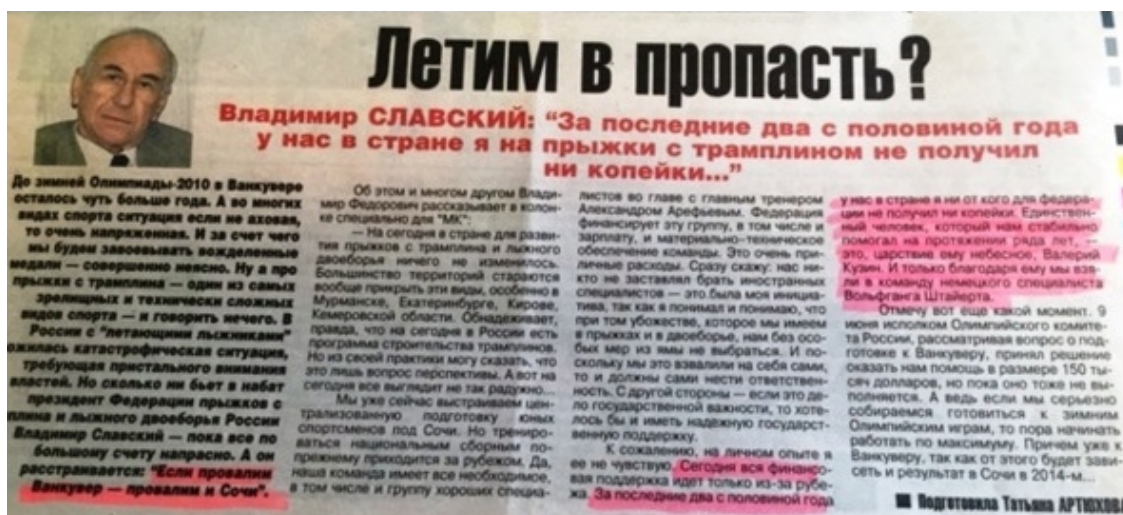 Летим в пропасть?
Владимир СЛАВСКИЙ: "За последние два с половиной года
у нас в стране я на прыжки с трамплином не получил
ни копейки..."
До зимней Олимпиады-2010 в Ванкувере
осталось чуть больше года. А во многих
видах спорта ситуация если не аховая,
то очень напряженная. И за счет чего
мы будем завоевывать вожделенные
медали — совершенно неясно. Ну а про
прыжки с трамплина — один из самых
зрелищных и технически сложных
видов спорта — и говорить нечего. В
России с "летающими лыжниками"
ожилась катастрофическая ситуация,
требующая пристального внимания
властей. Но сколько ни бьет в набат
президент Федерации прыжков с
плина и лыжного двоеборья России
Владимир Славский — пока все по
большому счету напрасно. А он
расстраивается: "Если провалим
Ванкувер — провалим и Сочи".
Об этом и многом другом Влади-
мир Федорович рассказывает в колон-
ке специально для "МК":
— На сегодня в стране для разви-
тия прыжков с трамплина и лыжного
двоеборья ничего не изменилось.
Большинство территорий стараются
вообще прикрыть эти виды, особенно в
Мурманске, Екатеринбурге, Кирове,
Кемеровской области. Обнадеживает,
правда, что на сегодня в России есть
программа строительства трамплинов.
Но из своей практики могу сказать, что
это лишь вопрос перспективы. А вот на
сегодня все выглядит не так радужно...
Мы уже сейчас выстраиваем цен-
трализованную подготовку юных
спортсменов под Сочи. Но трениро-
ваться национальным сборным по-
прежнему приходится за рубежом. Да,
наша команда имеет все необходимое,
в том числе и группу хороших специа-
листов во главе с главным тренером
Александром Арефьевым. Федерация
финансирует эту группу, в том числе и
зарплату, и материально-техническое
обеспечение команды. Это очень при-
личные расходы. Сразу скажу: нас ни-
кто не заставлял брать иностранных
специалистов — это была моя инициа-
тива, так как я понимал и понимаю, что
при том убожестве, которое мы имеем
в прыжках и в двоеборье, нам без осо-
бых мер из ямы не выбраться. И по-
скольку мы это взвалили на себя сами,
то и должны сами нести ответствен-
ность. С другой стороны — если это де-
ло государственной важности, то хоте-
лось бы и иметь надежную государст-
венную поддержку.
К сожалению, на личном опыте я
ее не чувствую. Сегодня вся финансо-
вая поддержка идет только из-за рубе-
жа. За последние два с половиной года
у нас в стране я ни от кого для федера-
ции не получил ни копейки. Единствен-
ный человек, который нам стабильно
помогал на протяжении ряда лет, —
это, царствие ему небесное, Валерий
Кузин. И только благодаря ему мы взя-
ли в команду немецкого специалиста
Вольфганга Штайерта.
Отмечу вот еще какой момент. 9
июня исполком Олимпийского комите-
та России, рассматривая вопрос о под-
готовке к Ванкуверу, принял решение
оказать нам помощь в размере 150 ты-
сяч долларов, но пока оно тоже не вы-
полняется. А ведь если мы серьезно
собираемся готовиться к зимним
Олимпийским играм, то пора начинать
работать по максимуму. Причем уже к
Ванкуверу, так как от этого будет зави-
сеть и результат в Сочи в 2014-м...
Подготовила Татьяна АРТЮХОВА